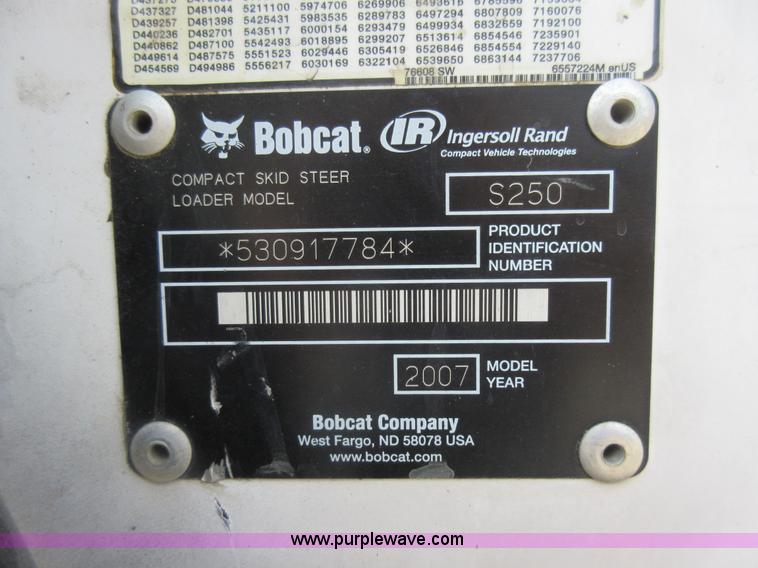 D437327 D481044 5211100 5974706 6269906 6493616 6785596
D439257 D481398 5425431 5983535 6289783 6497294 6807809 7160076
D440236 D482701 5435117 6000154 6293479 6499934 6832659 7192100
D440862 D487100 5542493 6018895 6299297 6513614 6854546 7235901
D449614 D487575 5551523 6029446 6305419 6526846 6854554 7229140
D454569 D494986 5556217 6030169 6322104 6539650 6863144 7237706
76608 SW 6557224M enUS
Bobcat. IR Ingersoll Rand
Compact Vehicle Technologies
COMPACT SKID STEER
LOADER MODEL
S250
*530917784*
PRODUCT
IDENTIFICATION
NUMBER
2007
MODEL
YEAR
Bobcat Company
West Fargo, ND 58078 USA
www.bobcat.com
www.purplewave.com